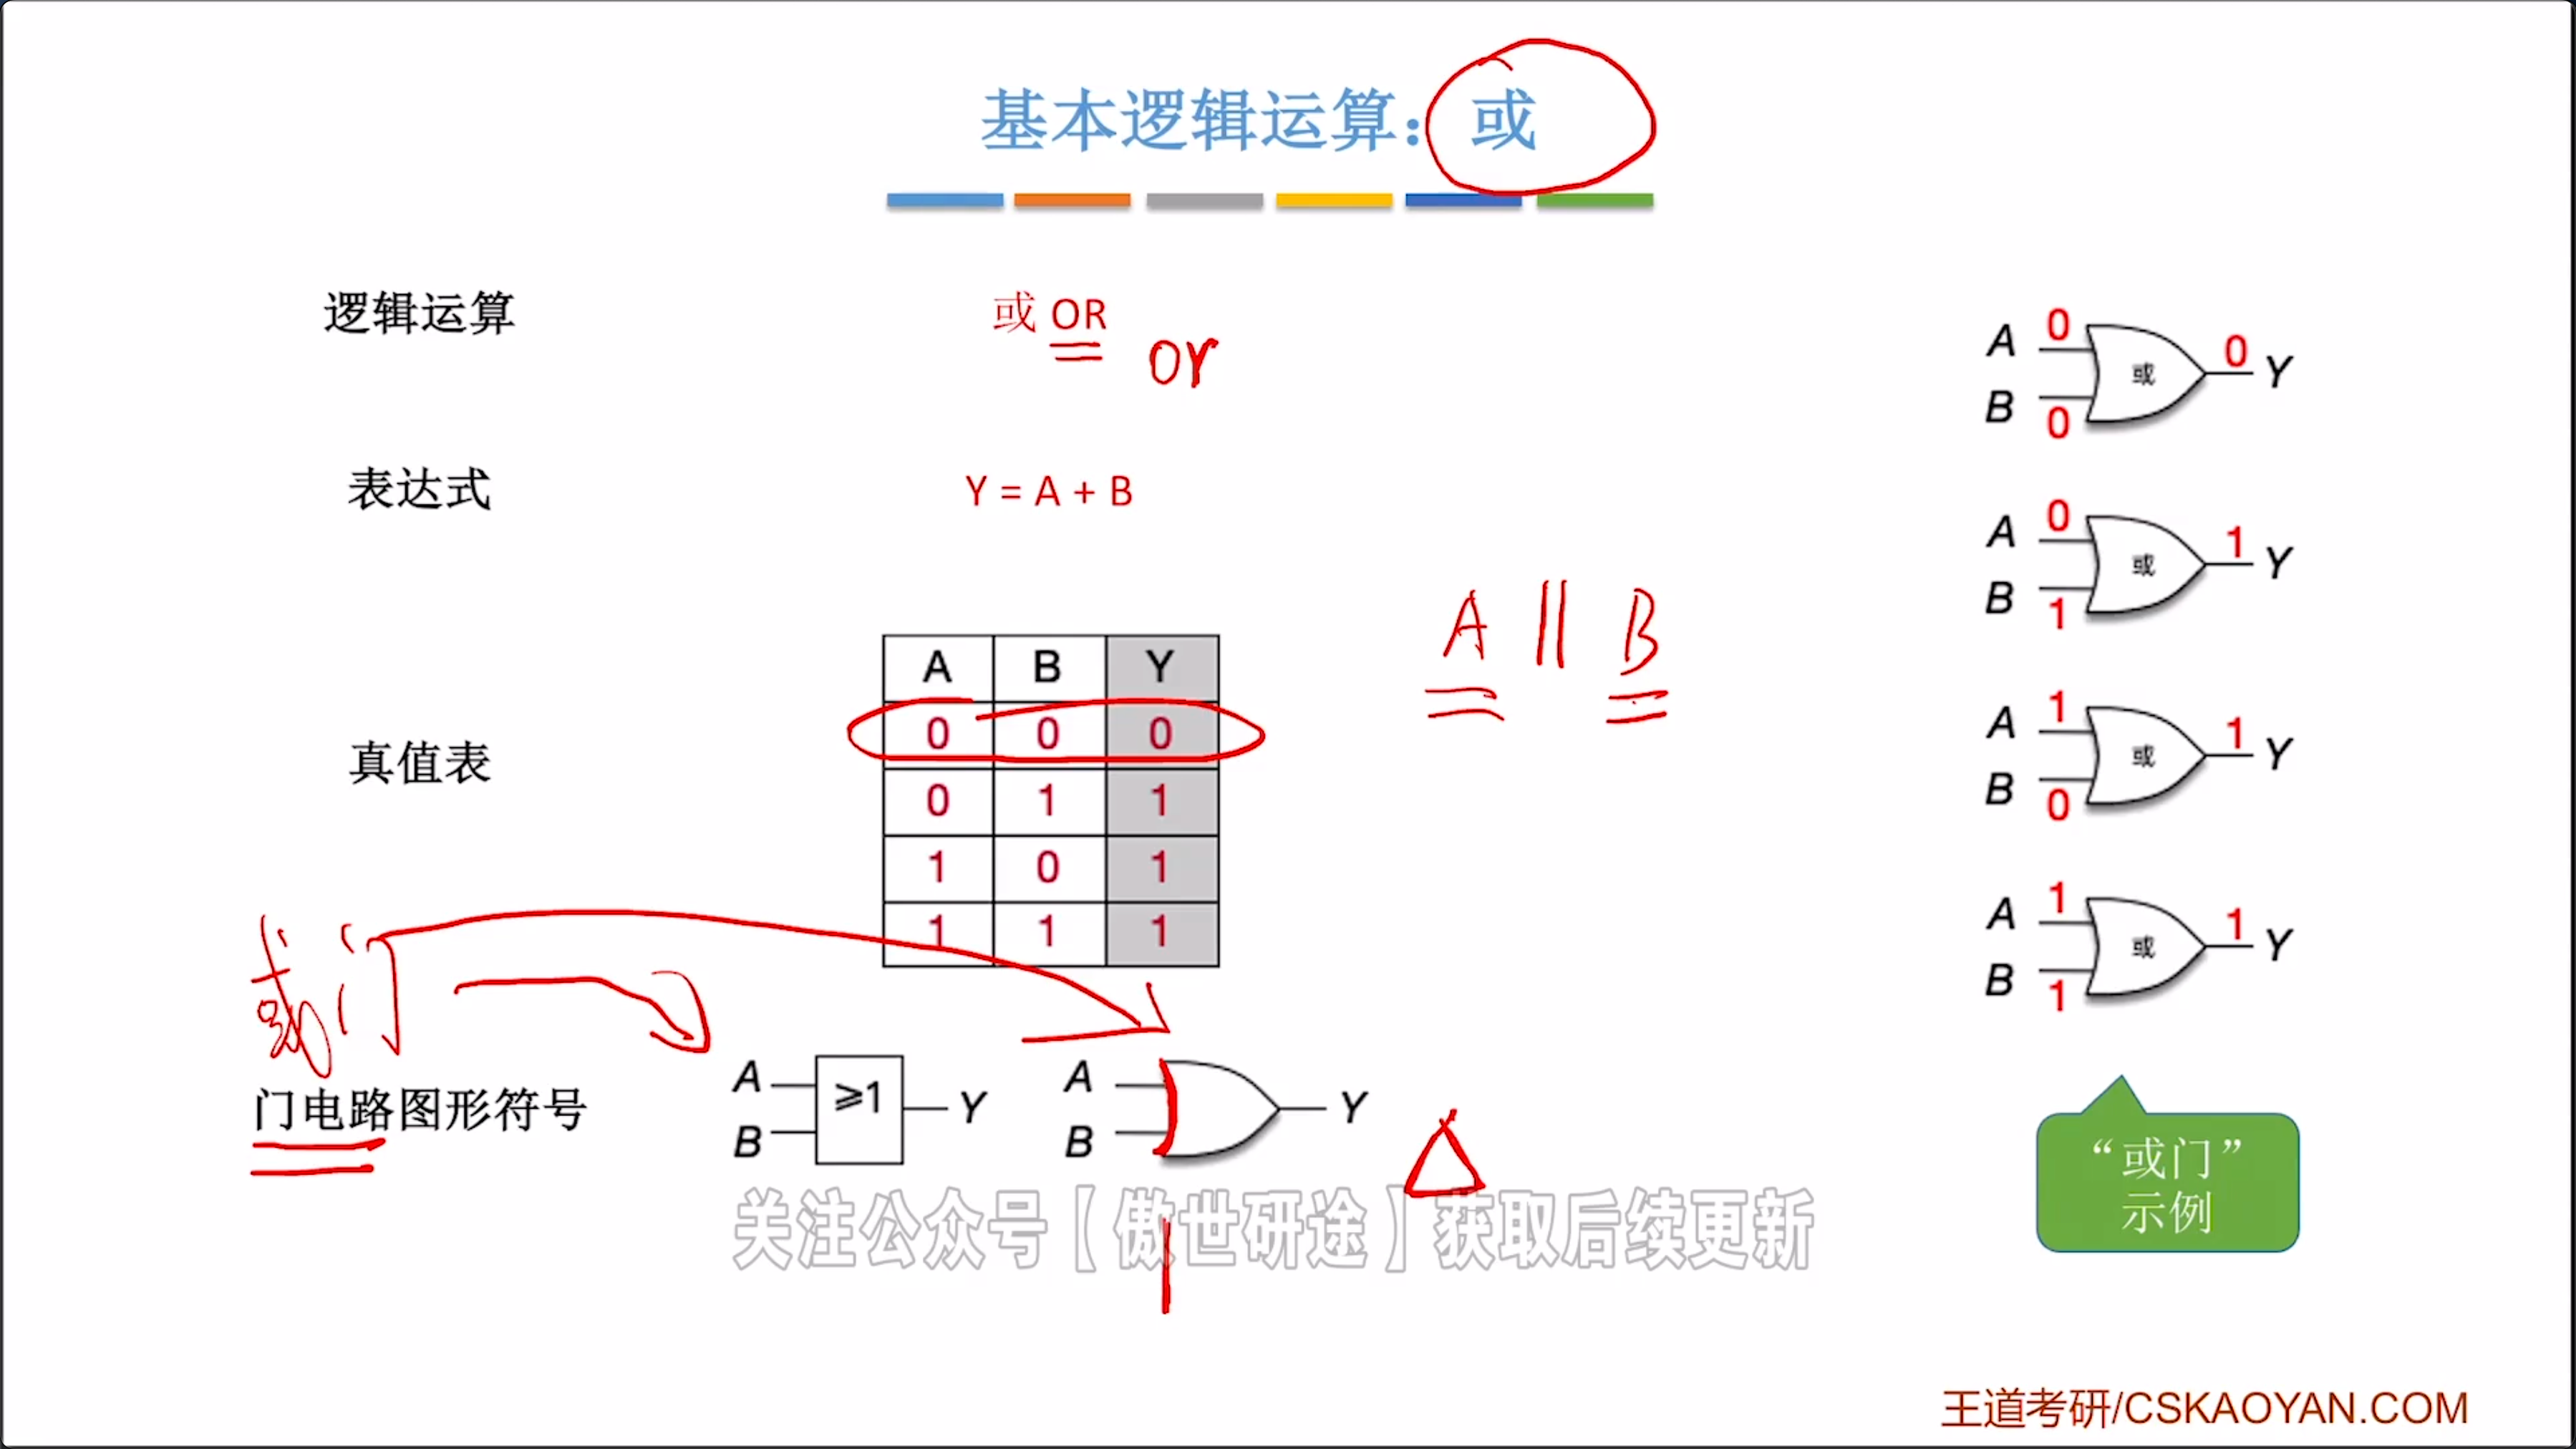 基本逻辑运算：或
逻辑运算
或 OR
or
表达式
Y = A + B
A || B
真值表
A B Y
0 0 0
0 1 1
1 0 1
1 1 1
或门
门电路图形符号
A
B
≥1
Y
A
B
Y
A 0
B 0
或
0 Y
A 0
B 1
或
1 Y
A 1
B 0
或
1 Y
A 1
B 1
或
1 Y
“或门”
示例
关注公众号【傲世研途】获取后续更新
王道考研/CSKAOYAN.COM